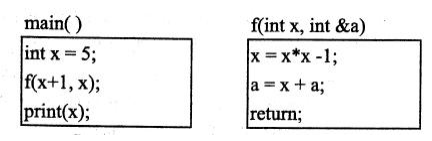 main( )
int x = 5;
f(x+1, x);
print(x);
f(int x, int &a)
x = x*x -1;
a = x + a;
return;